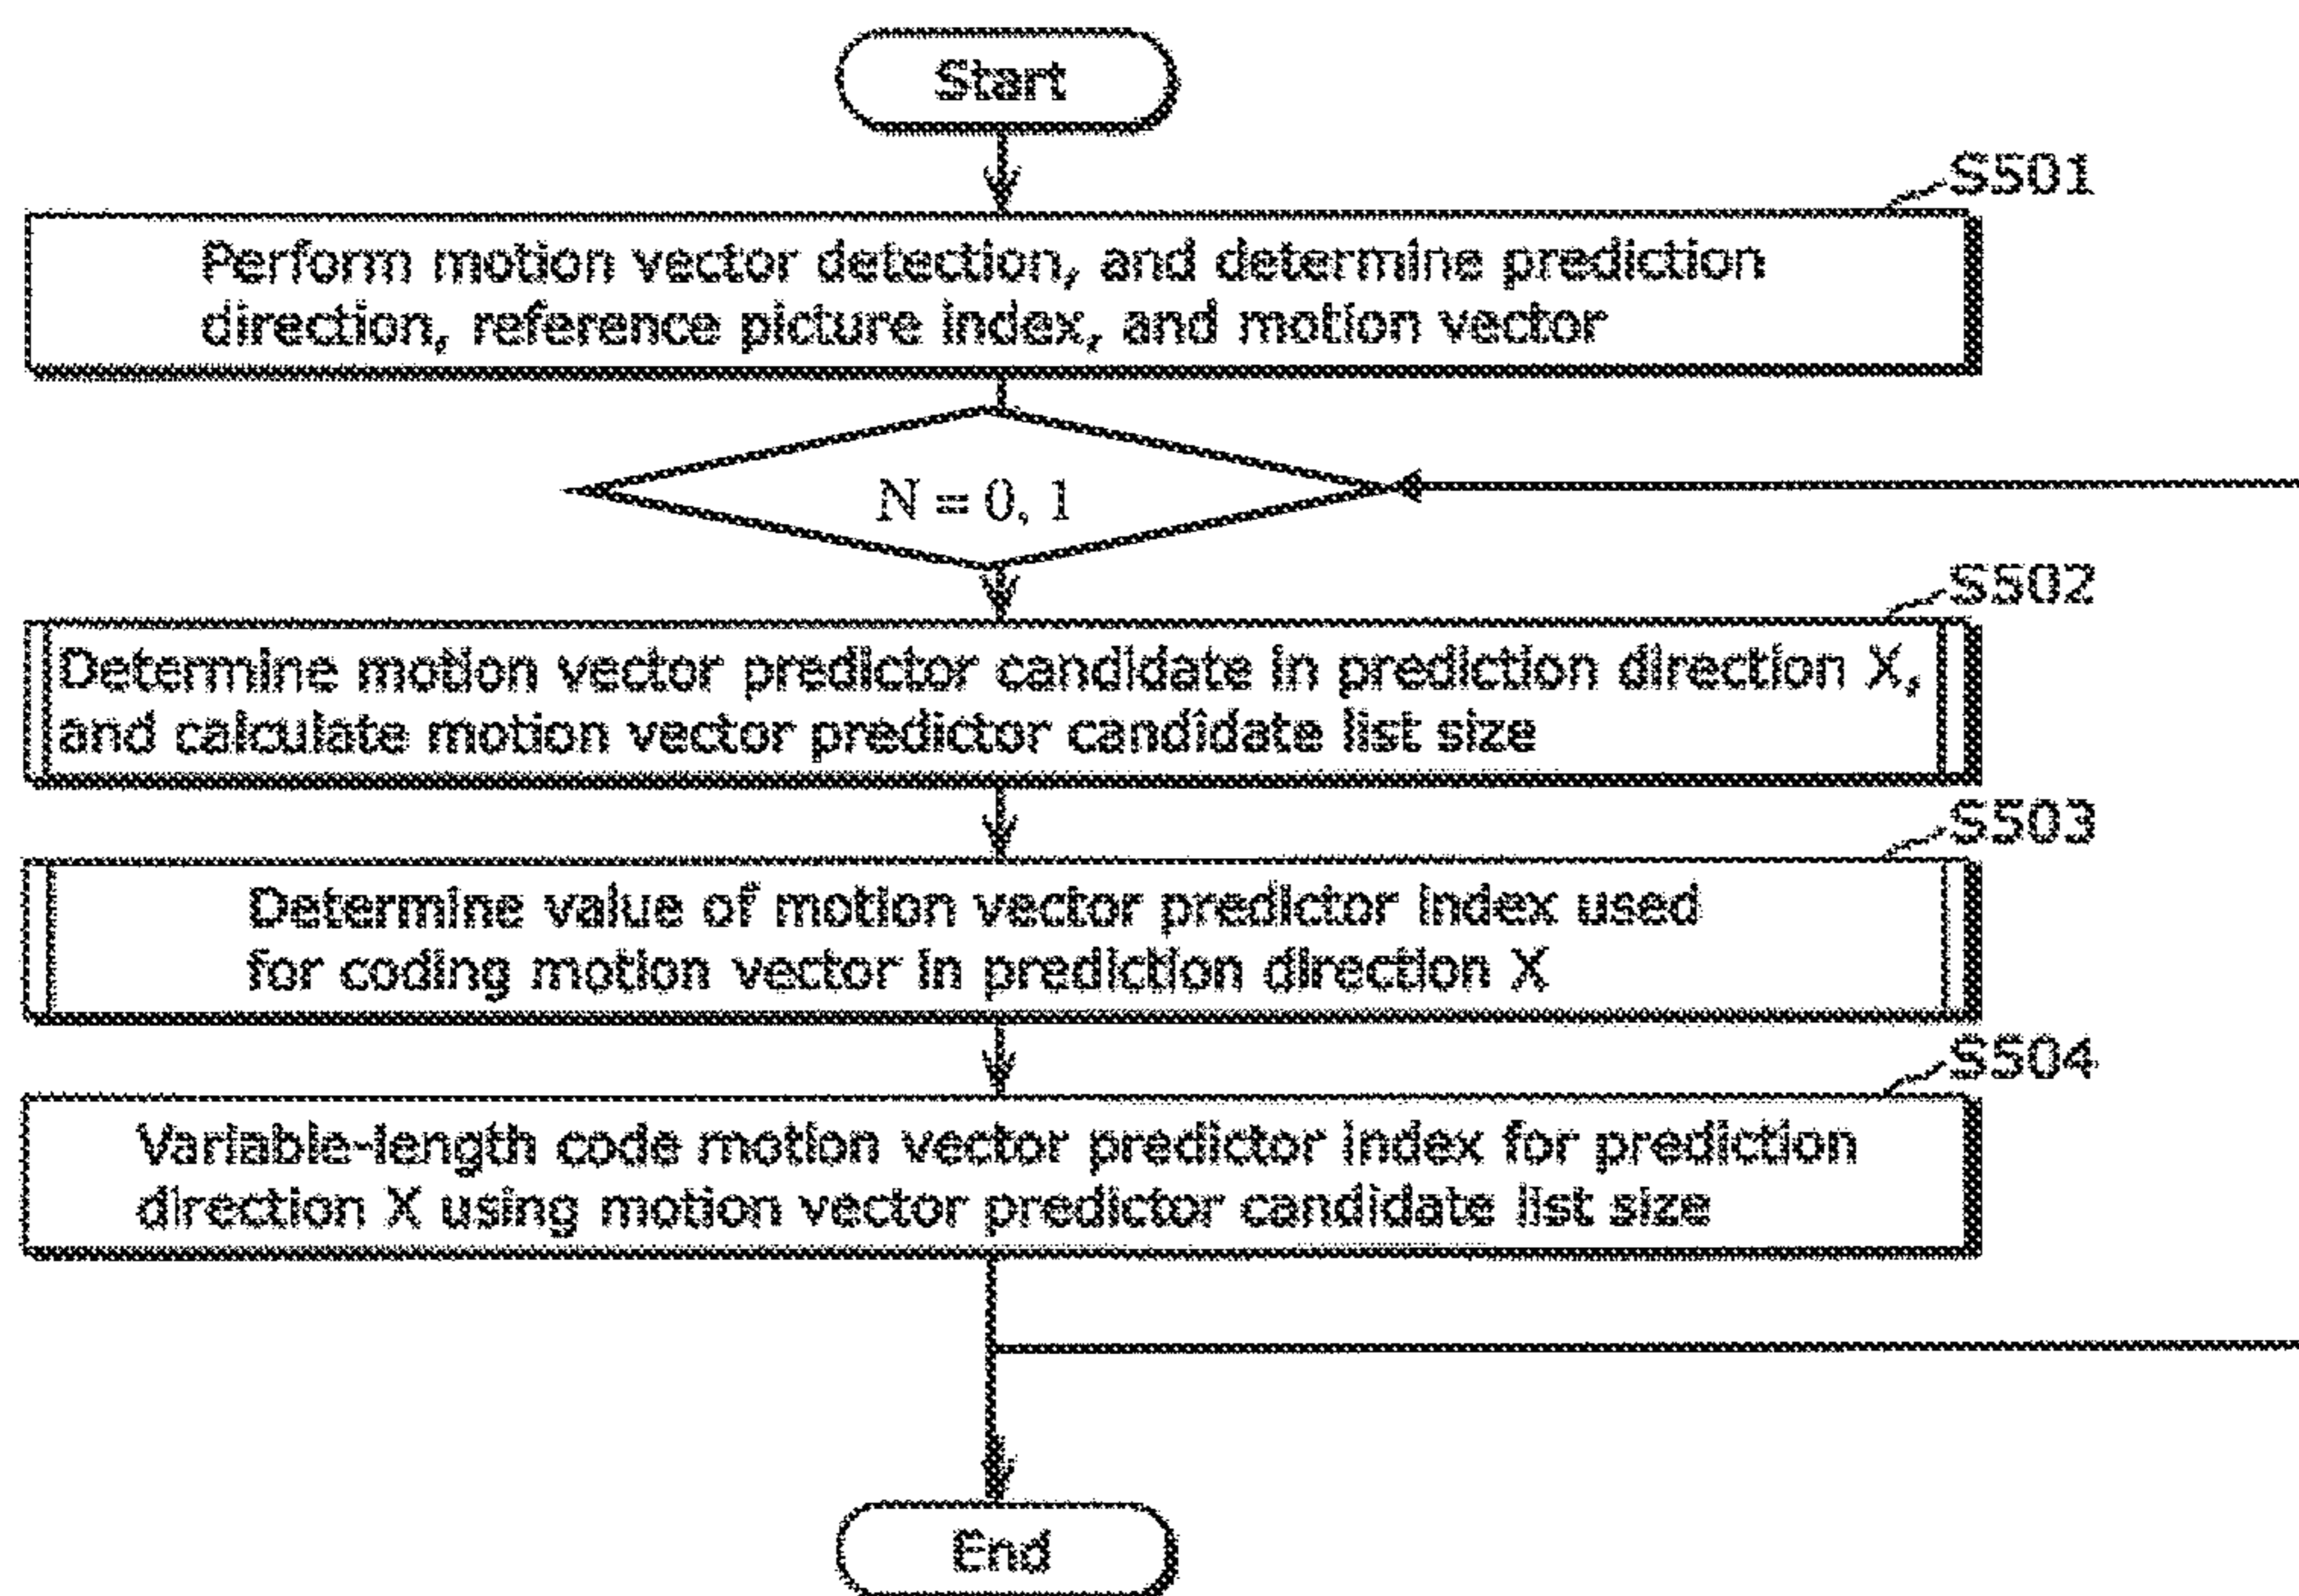 Start
S501
Perform motion vector detection, and determine prediction
direction, reference picture index, and motion vector
N = 0, 1
S502
Determine motion vector predictor candidate in prediction direction X,
and calculate motion vector predictor candidate list size
S503
Determine value of motion vector predictor index used
for coding motion vector in prediction direction X
S504
Variable-length code motion vector predictor index for prediction
direction X using motion vector predictor candidate list size
End